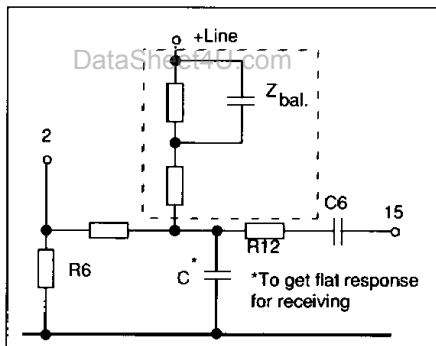 +Line
DataSheet4U.com
Z bal.
2
C6
15
R12
R6
C*
*To get flat response
for receiving